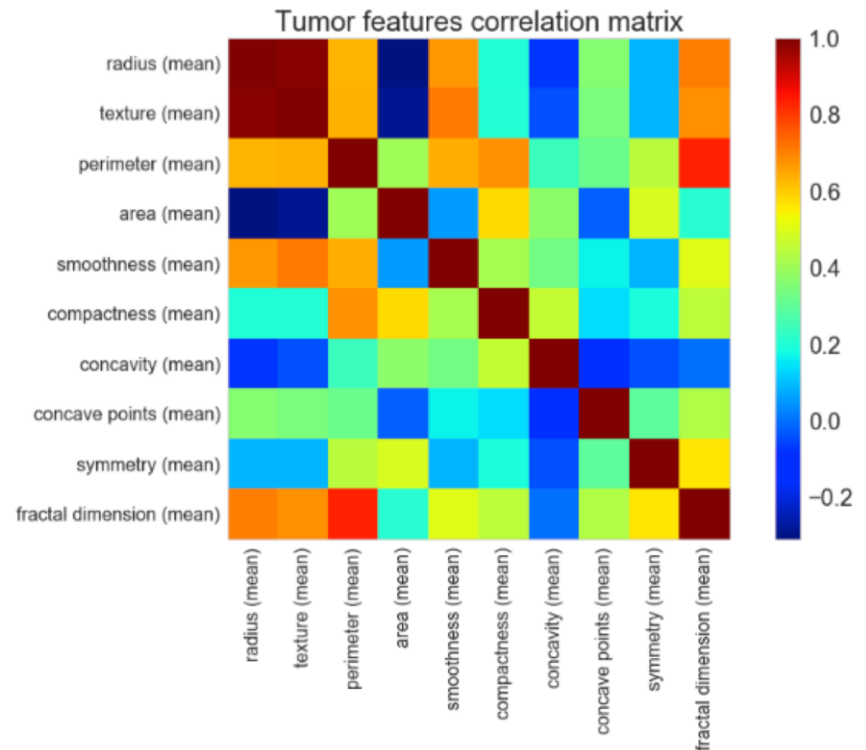 Tumor features correlation matrix
radius (mean)
texture (mean)
perimeter (mean)
area (mean)
smoothness (mean)
compactness (mean)
concavity (mean)
concave points (mean)
symmetry (mean)
fractal dimension (mean)
radius (mean)
texture (mean)
perimeter (mean)
area (mean)
smoothness (mean)
compactness (mean)
concavity (mean)
concave points (mean)
symmetry (mean)
fractal dimension (mean)
1.0
0.8
0.6
0.4
0.2
0.0
−0.2